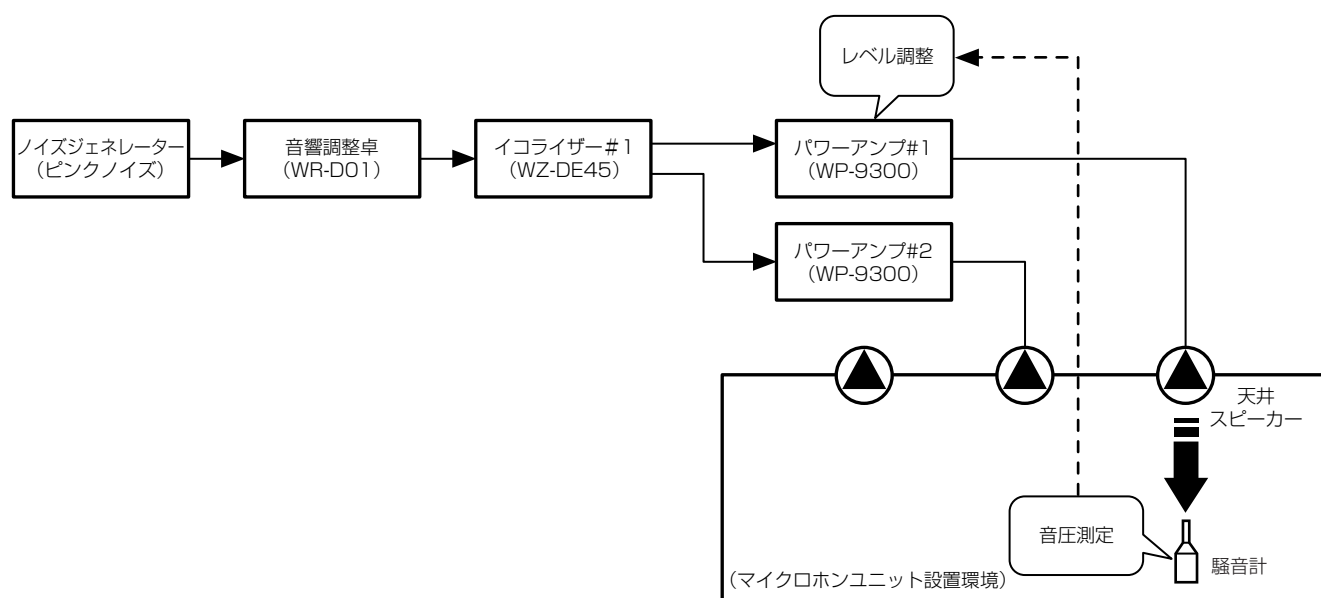 レベル調整
ノイズジェネレーター
（ピンクノイズ）
音響調整卓
（WR-D01）
イコライザー＃1
（WZ-DE45）
パワーアンプ#1
（WP-9300）
パワーアンプ#2
（WP-9300）
天井
スピーカー
音圧測定
騒音計
（マイクロホンユニット設置環境）